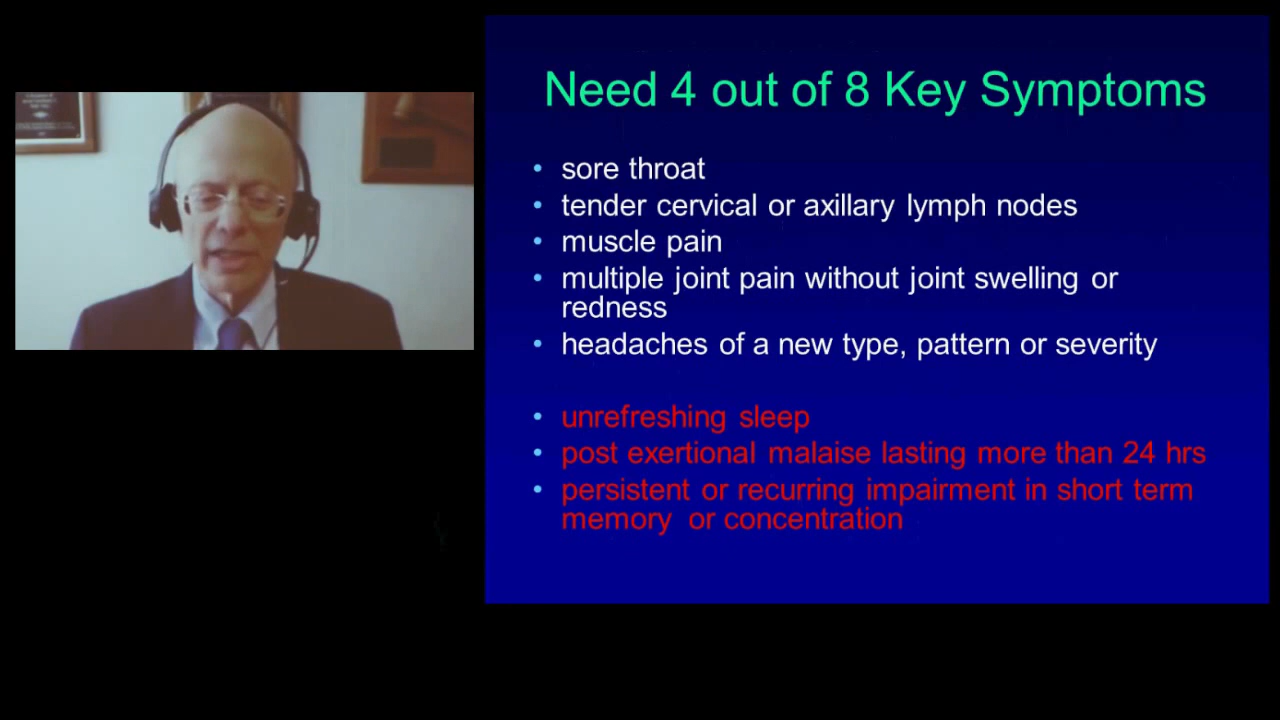 Need 4 out of 8 Key Symptoms
• sore throat
• tender cervical or axillary lymph nodes
• muscle pain
• multiple joint pain without joint swelling or
redness
• headaches of a new type, pattern or severity
• unrefreshing sleep
• post exertional malaise lasting more than 24 hrs
• persistent or recurring impairment in short term
memory or concentration